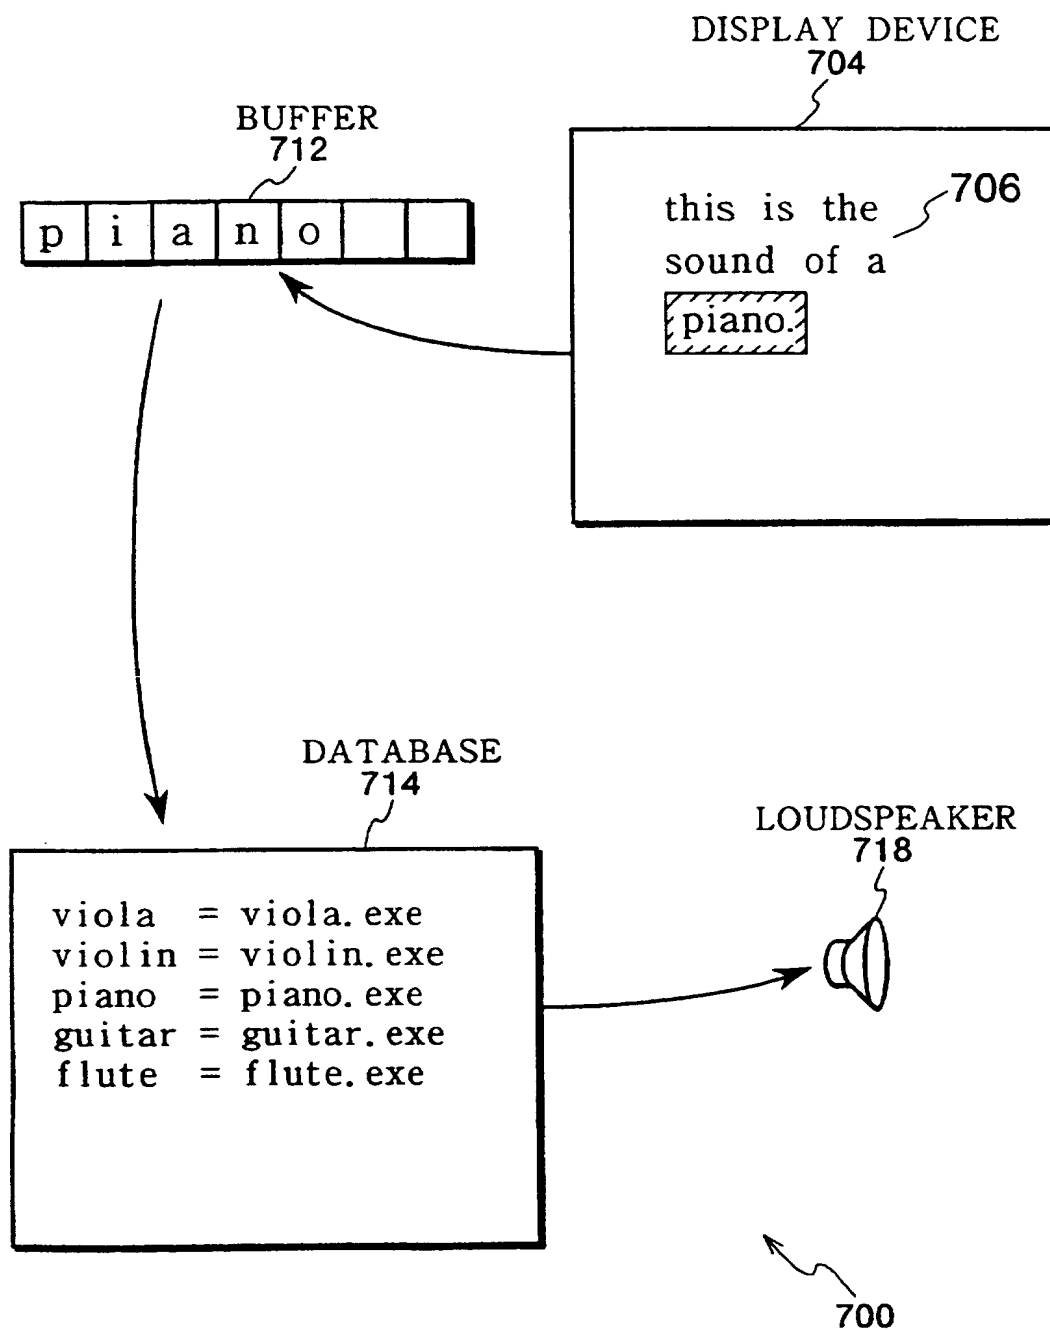 DISPLAY DEVICE
704
BUFFER
712
p i a n o
this is the
sound of a
piano.
706
DATABASE
714
viola = viola.exe
violin = violin.exe
piano = piano.exe
guitar = guitar.exe
flute = flute.exe
LOUDSPEAKER
718
700